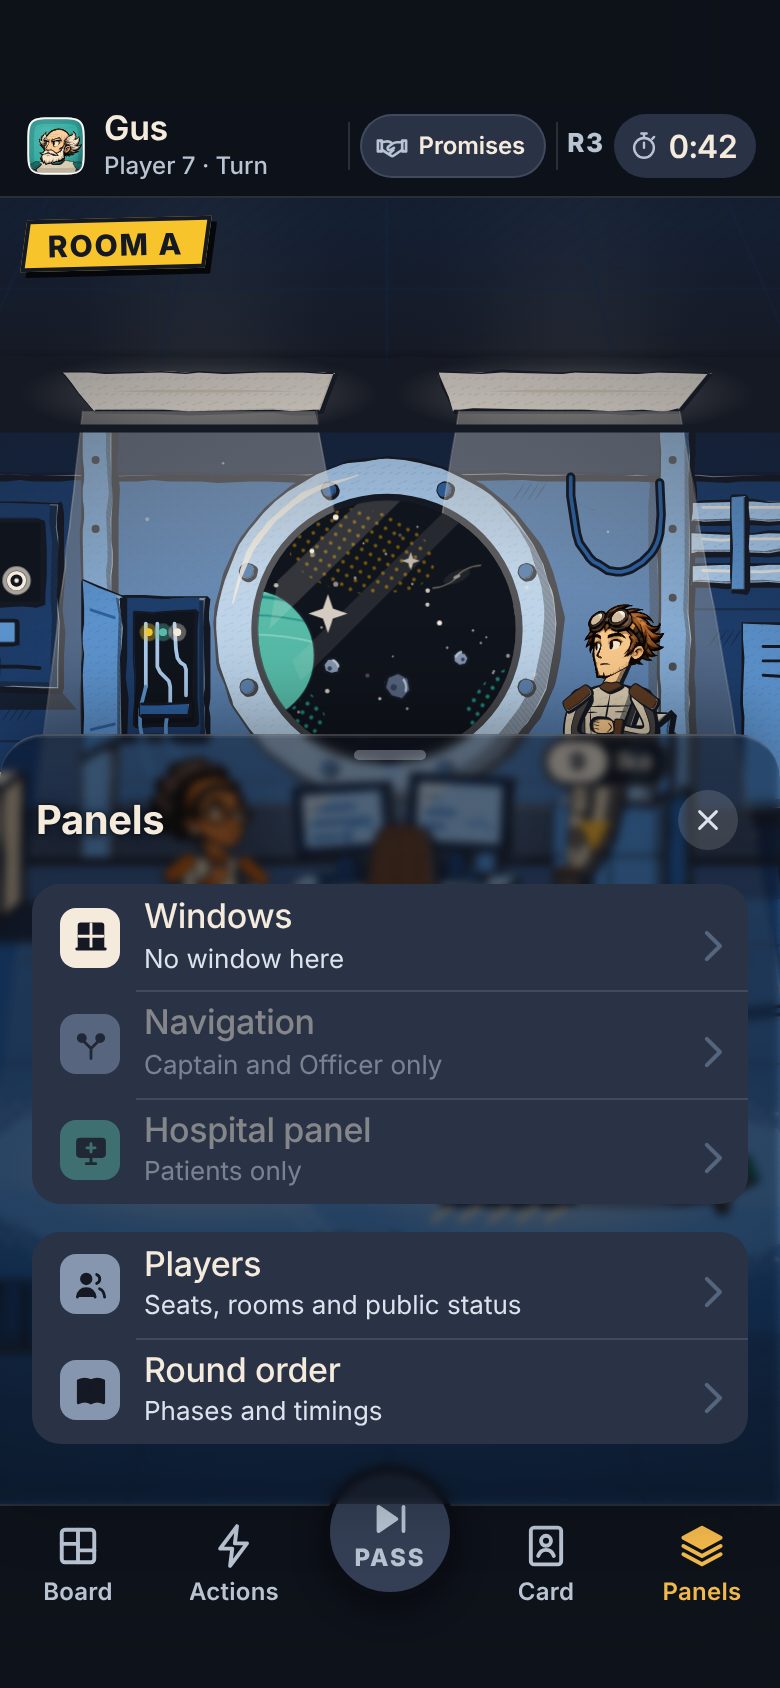 Gus
Player 7 · Turn
Promises
R3
0:42
ROOM A
Panels
Windows
No window here
Navigation
Captain and Officer only
Hospital panel
Patients only
Players
Seats, rooms and public status
Round order
Phases and timings
Board
Actions
PASS
Card
Panels